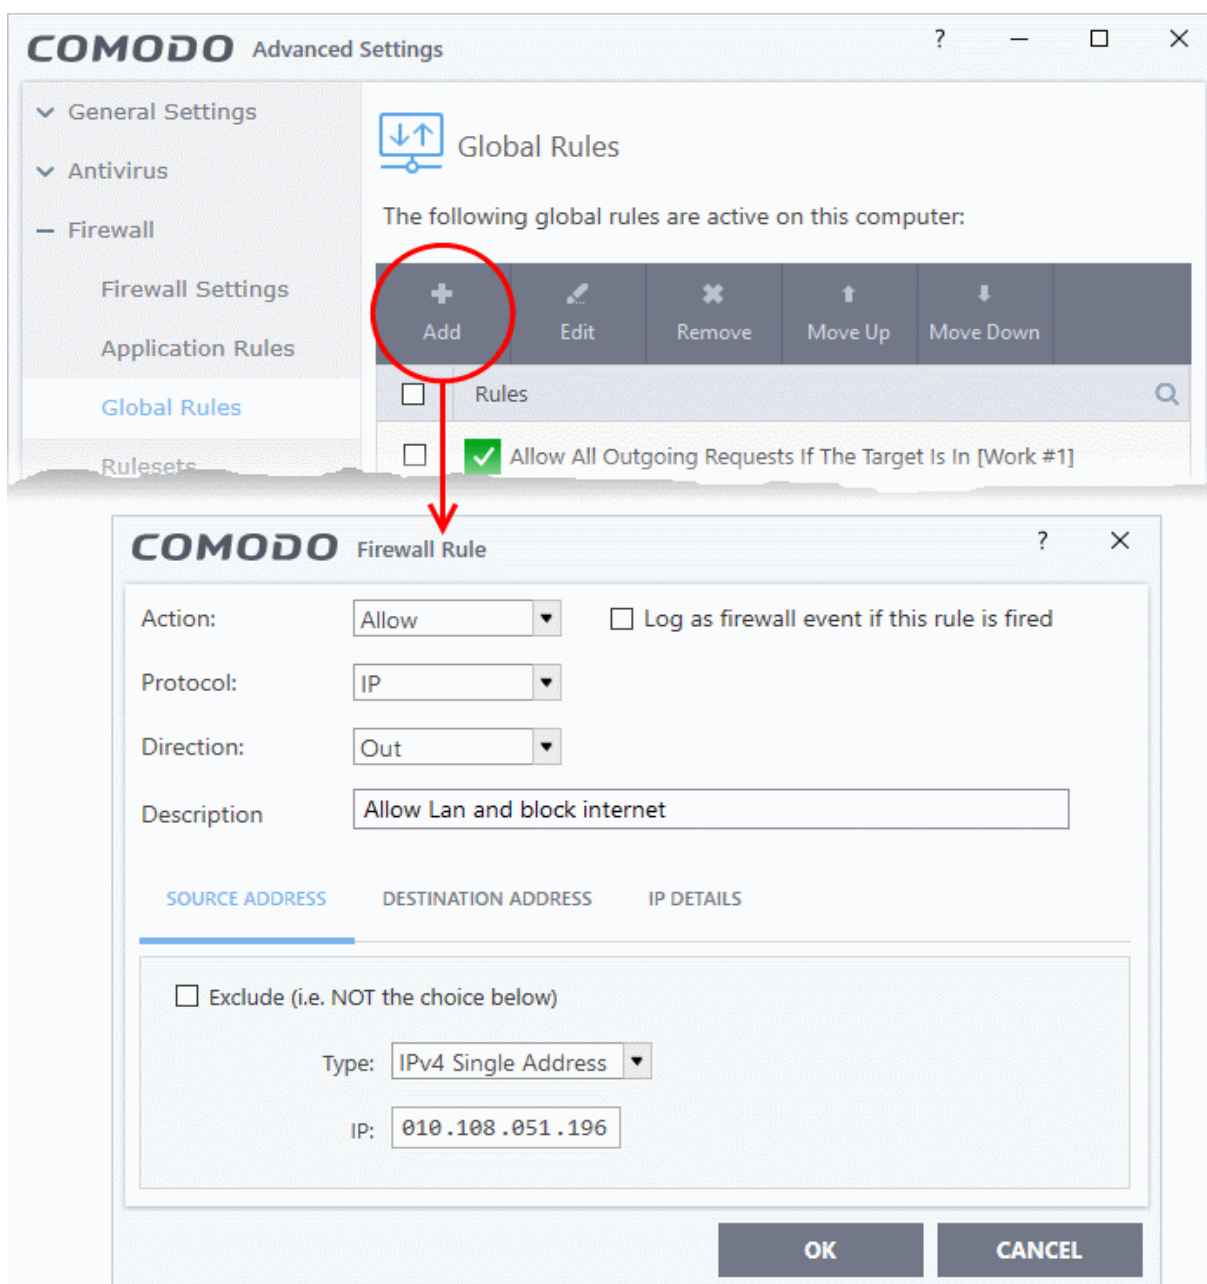 COMODO Advanced Settings ?
General Settings
Antivirus
Firewall
Firewall Settings
Application Rules
Global Rules
Rulesets
Global Rules
The following global rules are active on this computer:
Add Edit Remove Move Up Move Down
Rules
Allow All Outgoing Requests If The Target Is In [Work #1]
COMODO Firewall Rule ?
Action: Allow Log as firewall event if this rule is fired
Protocol: IP
Direction: Out
Description Allow Lan and block internet
SOURCE ADDRESS DESTINATION ADDRESS IP DETAILS
Exclude (i.e. NOT the choice below)
Type: IPv4 Single Address
IP: 010.108.051.196
OK CANCEL